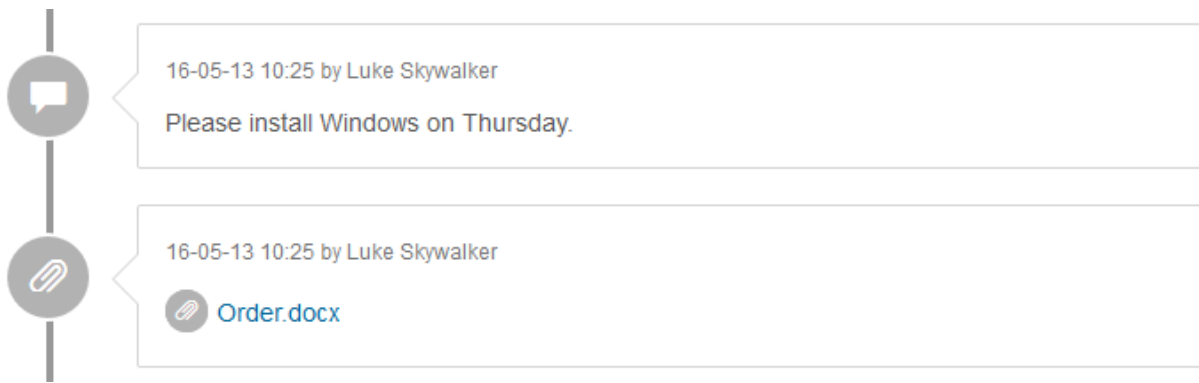 16-05-13 10:25 by Luke Skywalker
Please install Windows on Thursday.
16-05-13 10:25 by Luke Skywalker
Order.docx